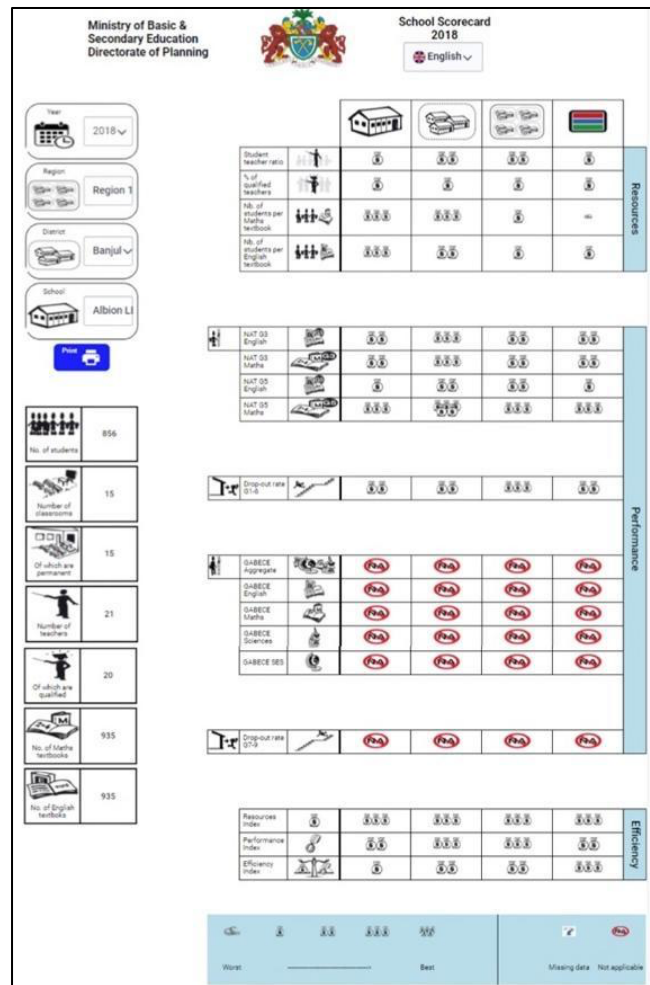 Ministry of Basic &
Secondary Education
Directorate of Planning
School Scorecard
2018
English
Year
2018
Region
Region 1
District
Banjul
School
Albion LI
Print
No. of students
856
Number of
classrooms
15
Of which are
permanent
15
Number of
teachers
21
Of which are
qualified
20
No. of Maths
textbooks
935
No. of English
textboks
935
Student
teacher ratio
% of
qualified
teachers
Nb. of
students per
Maths
textbook
Nb. of
students per
English
textbook
Resources
NAT G3
English
NAT G3
Maths
NAT G5
English
NAT G5
Maths
Drop-out rate
G1-6
GABECE
Aggregate
GABECE
English
GABECE
Maths
GABECE
Sciences
GABECE SES
Drop-out rate
G7-9
Performance
Resources
Index
Performance
Index
Efficiency
Index
Efficiency
Worst
Best
Missing data
Not applicable